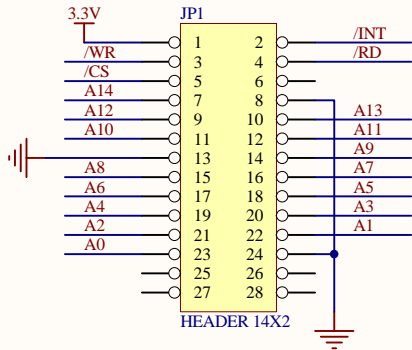 3.3V JP1
1 2 /INT
/WR 3 4 /RD
/CS 5 6
A14 7 8
A12 9 10 A13
A10 11 12 A11
13 14 A9
A8 15 16 A7
A6 17 18 A5
A4 19 20 A3
A2 21 22 A1
A0 23 24
25 26
27 28
HEADER 14X2